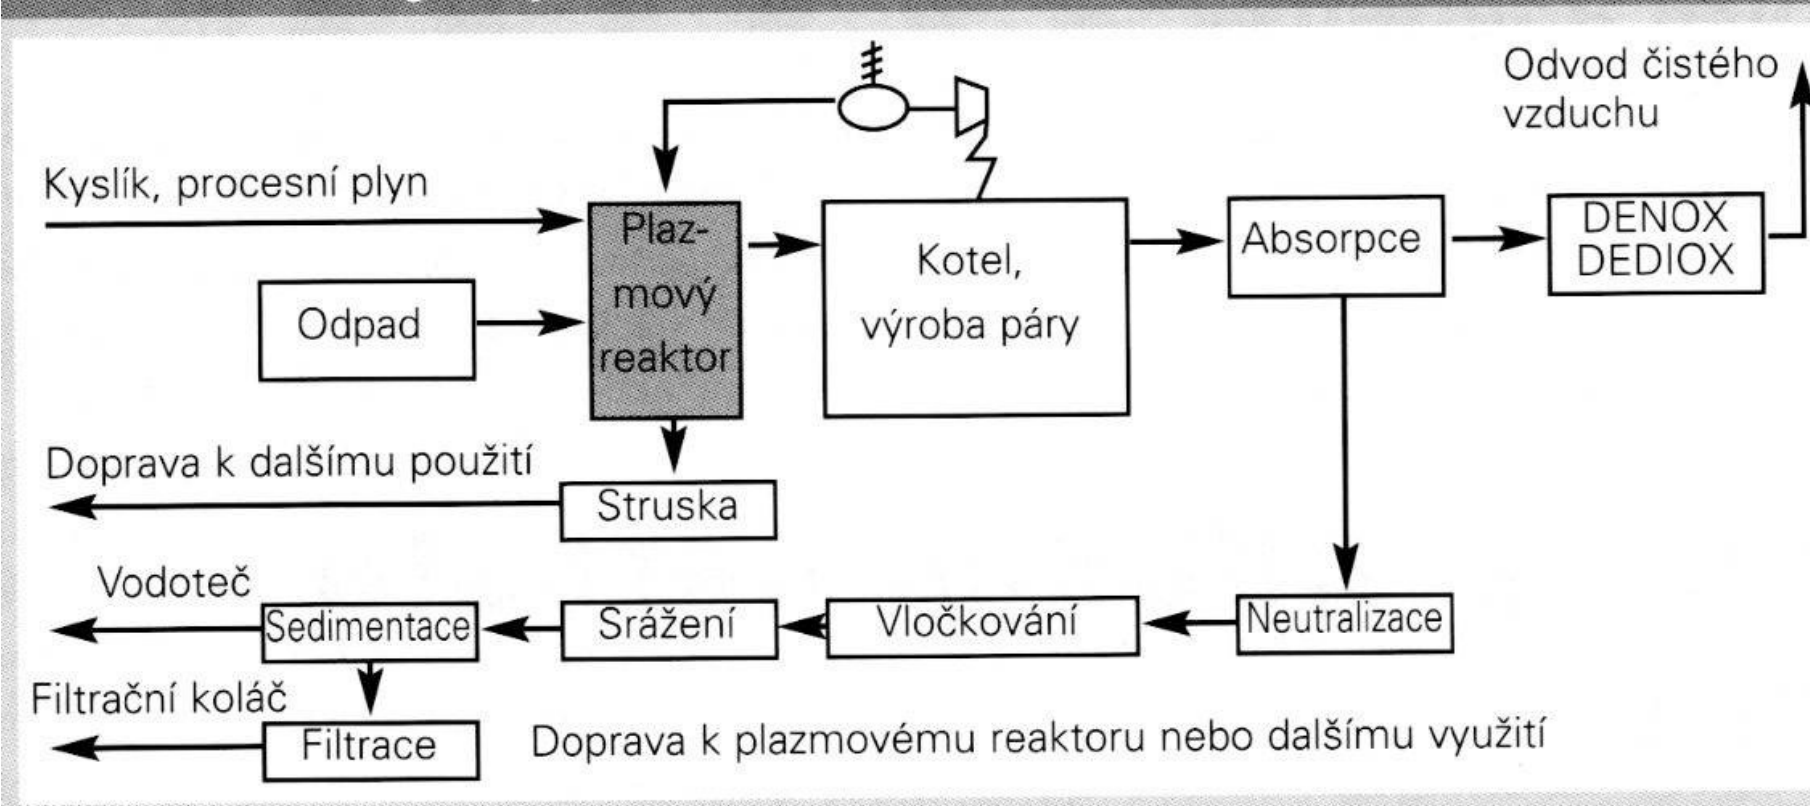 Odvod čistého
vzduchu
Kyslík, procesní plyn
Plaz-
mový
reaktor
Kotel,
výroba páry
Absorpce
DENOX
DEDIOX
Odpad
Doprava k dalšímu použití
Struska
Vodoteč
Sedimentace
Srážení
Vločkování
Neutralizace
Filtrační koláč
Filtrace
Doprava k plazmovému reaktoru nebo dalšímu využití